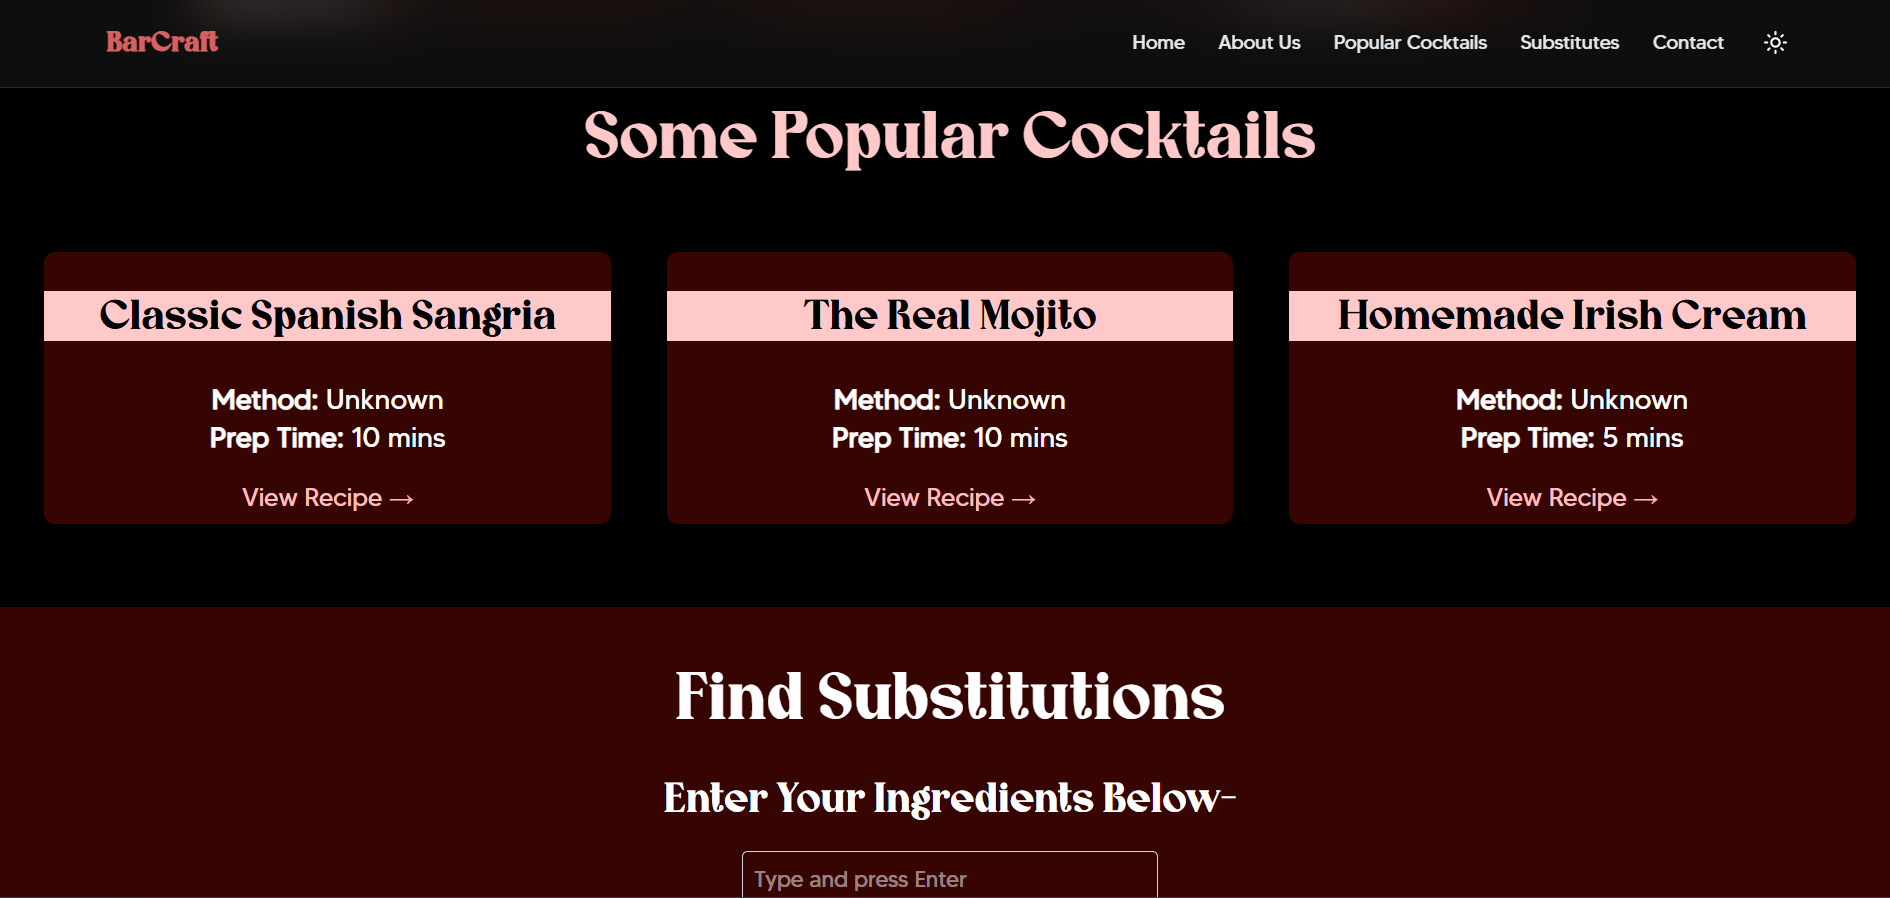 BarCraft
Home About Us Popular Cocktails Substitutes Contact
Some Popular Cocktails
Classic Spanish Sangria
Method: Unknown
Prep Time: 10 mins
View Recipe →
The Real Mojito
Method: Unknown
Prep Time: 10 mins
View Recipe →
Homemade Irish Cream
Method: Unknown
Prep Time: 5 mins
View Recipe →
Find Substitutions
Enter Your Ingredients Below-
Type and press Enter